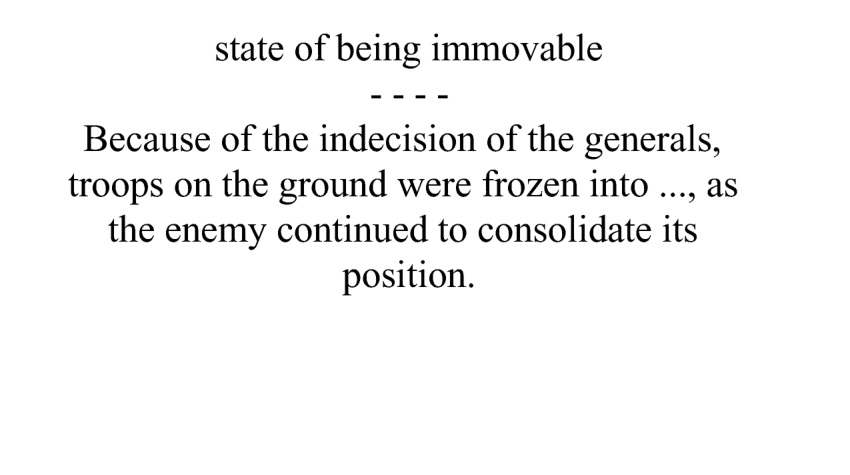 state of being immovable
- - - -
Because of the indecision of the generals,
troops on the ground were frozen into ..., as
the enemy continued to consolidate its
position.